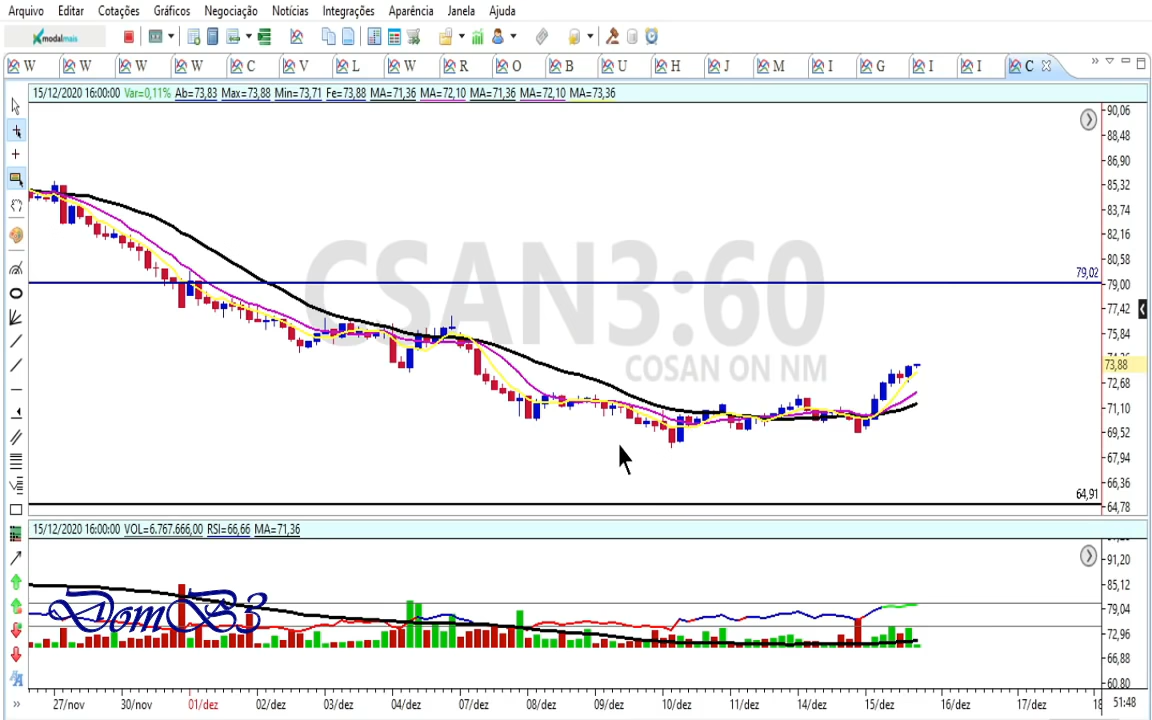 Arquivo Editar Cotações Gráficos Negociação Notícias Integrações Aparência Janela Ajuda
modalmais
W W W W C V L W R O B U H J M I G I I C
15/12/2020 16:00:00 Var=0,11% Ab=73,83 Max=73,88 Min=73,71 Fe=73,88 MA=71,36 MA=72,10 MA=71,36 MA=72,10 MA=73,36
90,06
88,48
86,90
85,32
83,74
82,16
80,58
79,02
79,00
77,42
75,84
73,88
72,68
71,10
69,52
67,94
66,36
64,91
64,78
CSAN3:60
COSAN ON NM
15/12/2020 16:00:00 VOL=6.767.666,00 RSI=66,66 MA=71,36
91,20
85,12
79,04
72,96
66,88
60,80
DomB3
27/nov 30/nov 01/dez 02/dez 03/dez 04/dez 07/dez 08/dez 09/dez 10/dez 11/dez 14/dez 15/dez 16/dez 17/dez 18 51:48